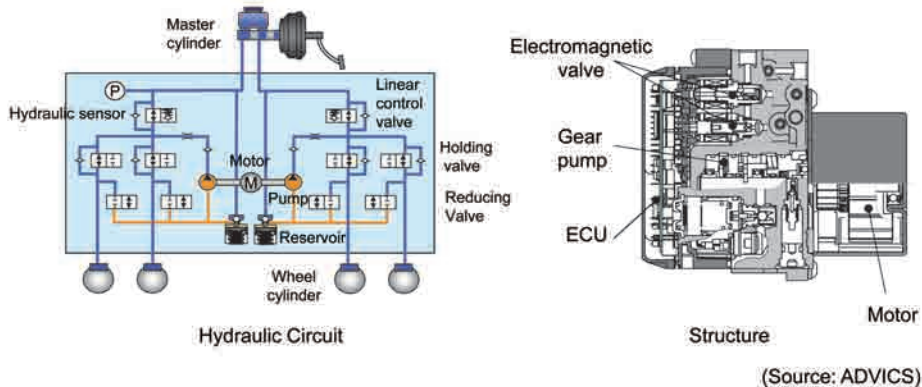 Master
cylinder
P
Hydraulic sensor
Linear
control
valve
Motor
M
Holding
valve
Pump
Reducing
Valve
Reservoir
Wheel
cylinder
Hydraulic Circuit
Electromagnetic
valve
Gear
pump
ECU
Motor
Structure
(Source: ADVICS)